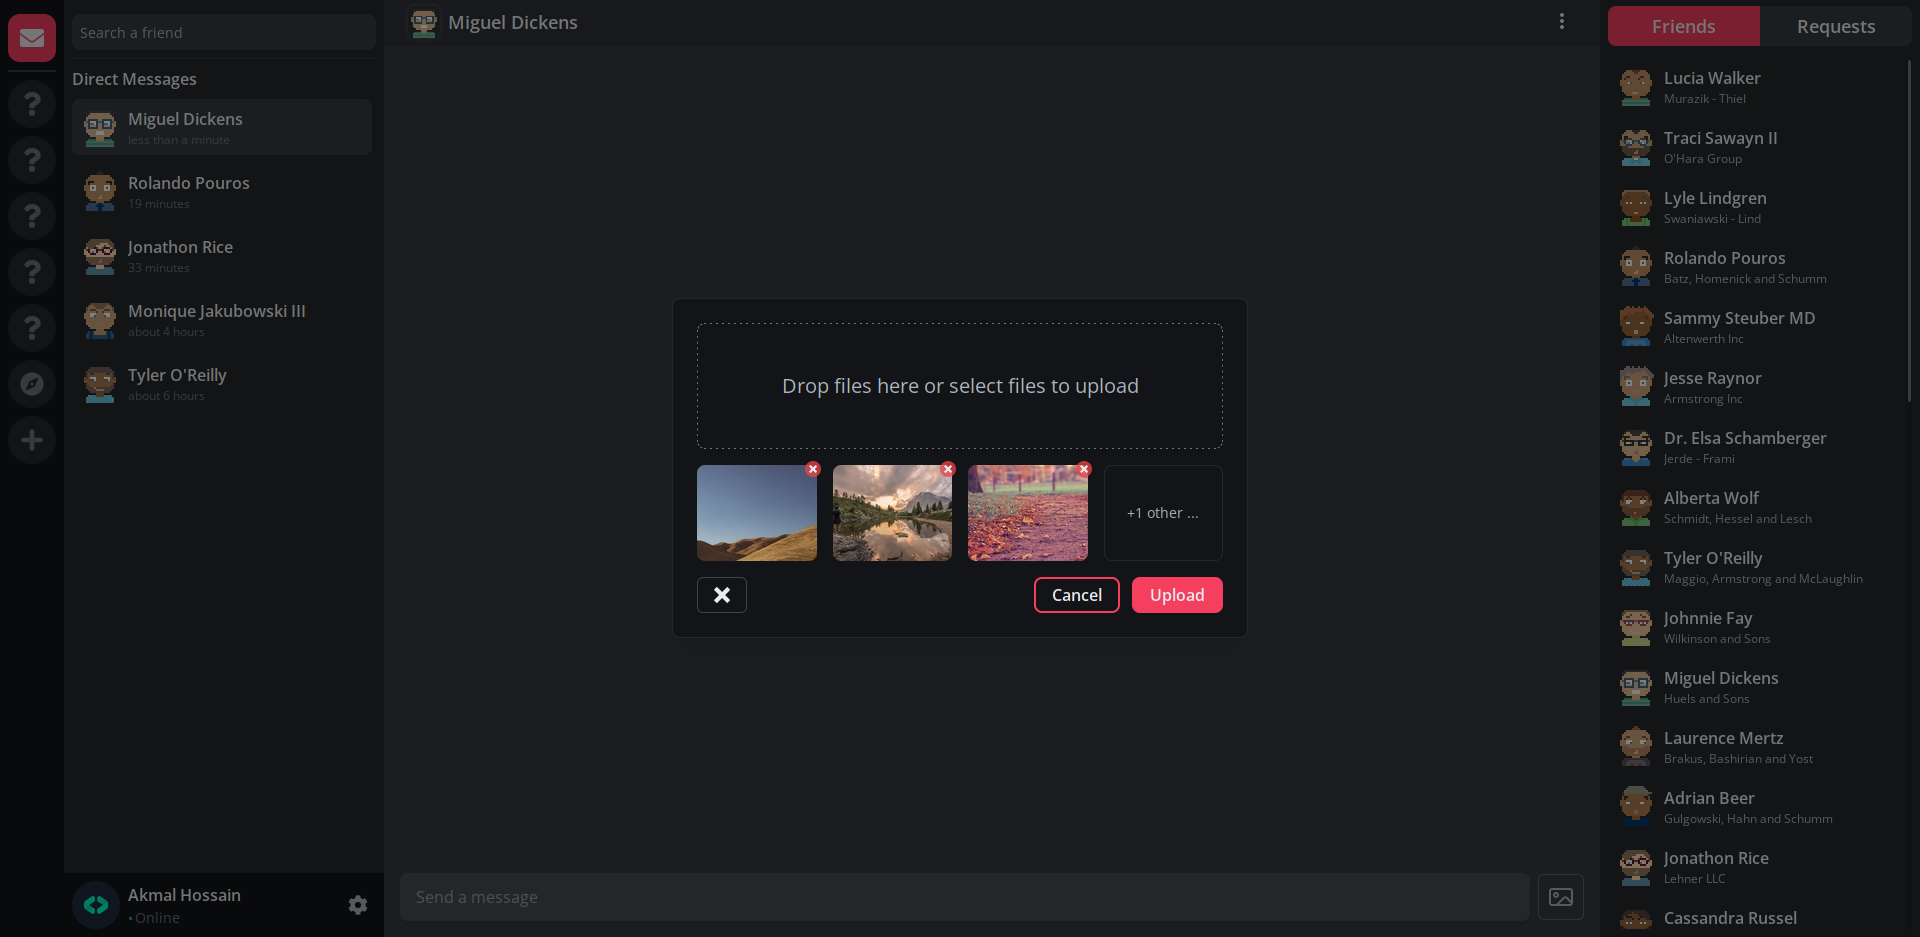 Search a friend
Direct Messages
Miguel Dickens
less than a minute
Rolando Pouros
19 minutes
Jonathon Rice
33 minutes
Monique Jakubowski III
about 4 hours
Tyler O'Reilly
about 6 hours
Akmal Hossain
• Online
Miguel Dickens
Drop files here or select files to upload
+1 other ...
Cancel
Upload
Send a message
Friends
Requests
Lucia Walker
Murazik - Thiel
Traci Sawayn II
O'Hara Group
Lyle Lindgren
Swaniawski - Lind
Rolando Pouros
Batz, Homenick and Schumm
Sammy Steuber MD
Altenwerth Inc
Jesse Raynor
Armstrong Inc
Dr. Elsa Schamberger
Jerde - Frami
Alberta Wolf
Schmidt, Hessel and Lesch
Tyler O'Reilly
Maggio, Armstrong and McLaughlin
Johnnie Fay
Wilkinson and Sons
Miguel Dickens
Huels and Sons
Laurence Mertz
Brakus, Bashirian and Yost
Adrian Beer
Gulgowski, Hahn and Schumm
Jonathon Rice
Lehner LLC
Cassandra Russel